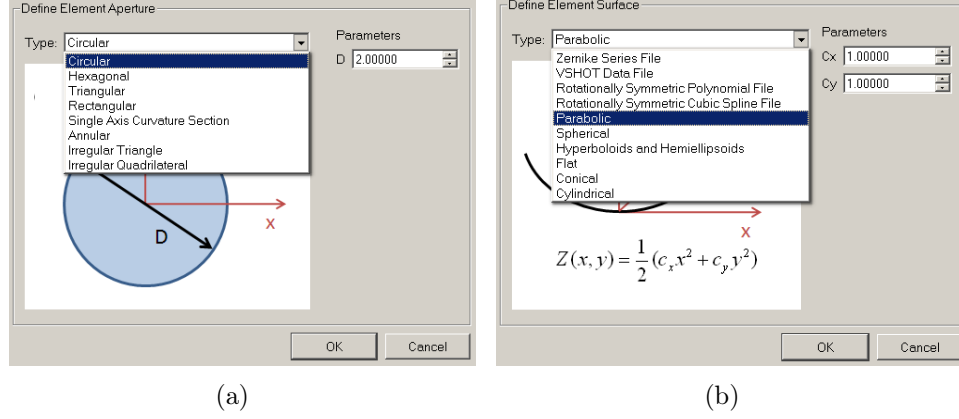 Define Element Aperture
Type: Circular
Parameters
D 2.00000
Circular
Hexagonal
Triangular
Rectangular
Single Axis Curvature Section
Annular
Irregular Triangle
Irregular Quadrilateral
D
x
OK Cancel
(a)
Define Element Surface
Type: Parabolic
Parameters
Cx 1.00000
Cy 1.00000
Zernike Series File
VSHOT Data File
Rotationally Symmetric Polynomial File
Rotationally Symmetric Cubic Spline File
Parabolic
Spherical
Hyperboloids and Hemiellipsoids
Flat
Conical
Cylindrical
x
Z(x, y) = 1/2 (c_x x² + c_y y²)
OK Cancel
(b)